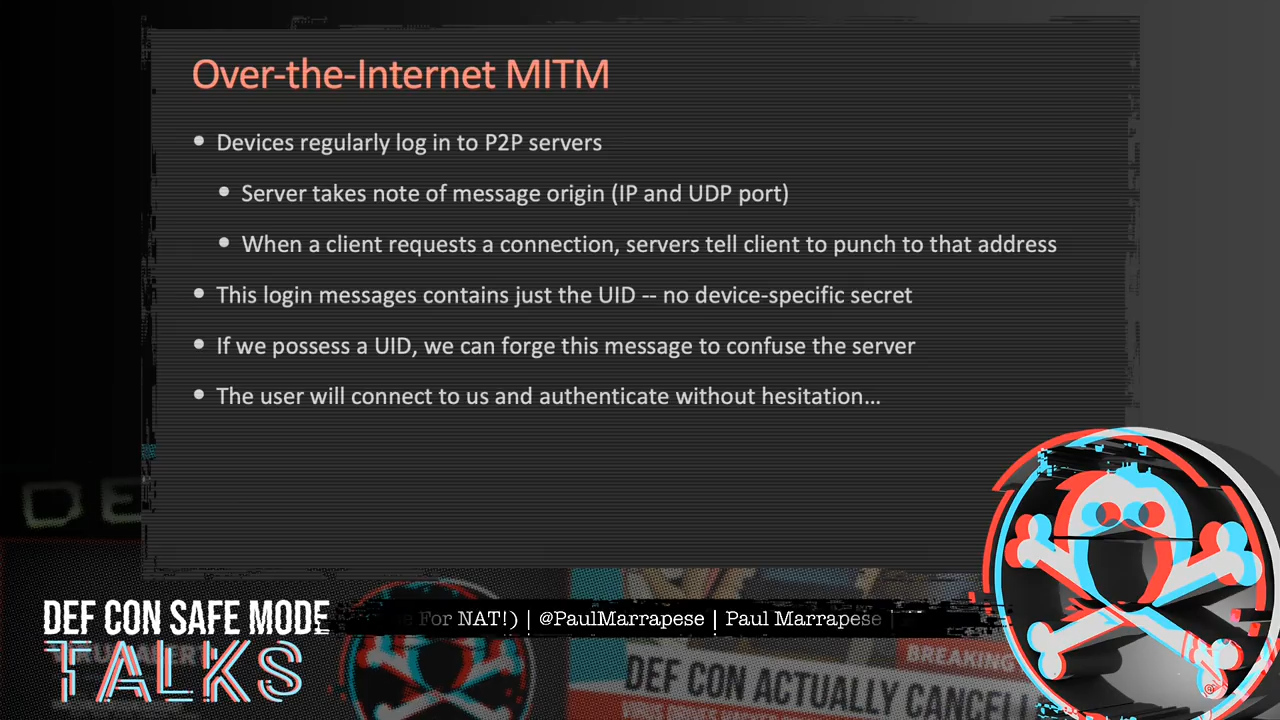 Over-the-Internet MITM
• Devices regularly log in to P2P servers
• Server takes note of message origin (IP and UDP port)
• When a client requests a connection, servers tell client to punch to that address
• This login messages contains just the UID -- no device-specific secret
• If we possess a UID, we can forge this message to confuse the server
• The user will connect to us and authenticate without hesitation…
DE
DEF CON SAFE MODE
TALKS
For NAT!) | @PaulMarrapese | Paul Marrapese |
BREAKING
DEF CON ACTUALLY CANCELL